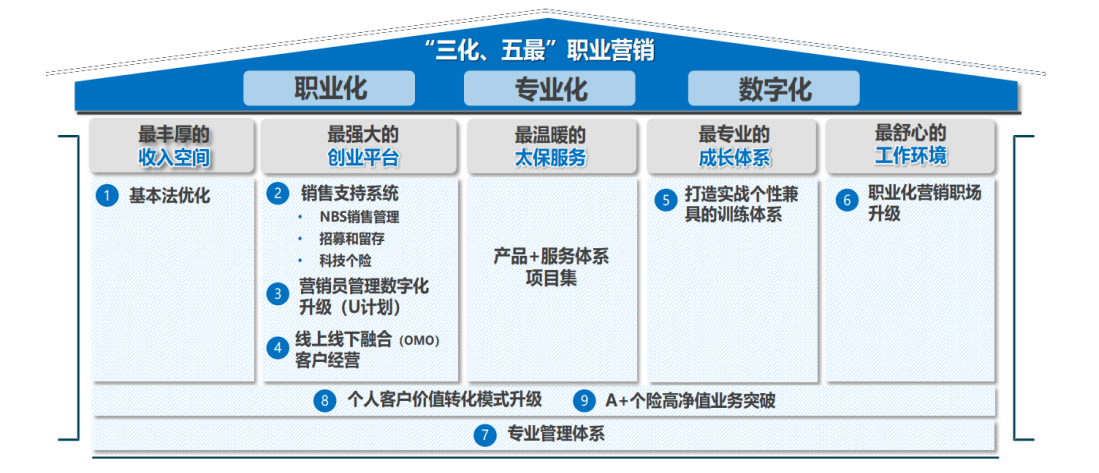 “三化、五最”职业营销
职业化
专业化
数字化
最丰厚的
收入空间
最强大的
创业平台
最温暖的
太保服务
最专业的
成长体系
最舒心的
工作环境
1 基本法优化
2 销售支持系统
• NBS销售管理
• 招募和留存
• 科技个险
3 营销员管理数字化
升级（U计划）
4 线上线下融合（OMO）
客户经营
产品+服务体系
项目集
5 打造实战个性兼
具的训练体系
6 职业化营销职场
升级
8 个人客户价值转化模式升级
9 A+个险高净值业务突破
7 专业管理体系